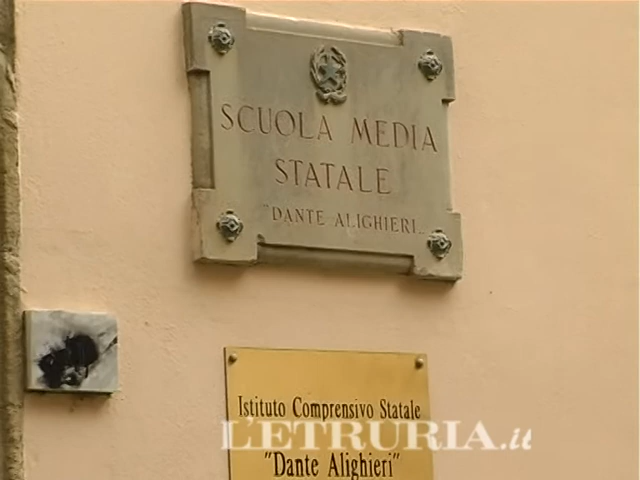 SCUOLA MEDIA
STATALE
"DANTE ALIGHIERI"
Istituto Comprensivo Statale
L'ETRURIA.it
"Dante Alighieri"